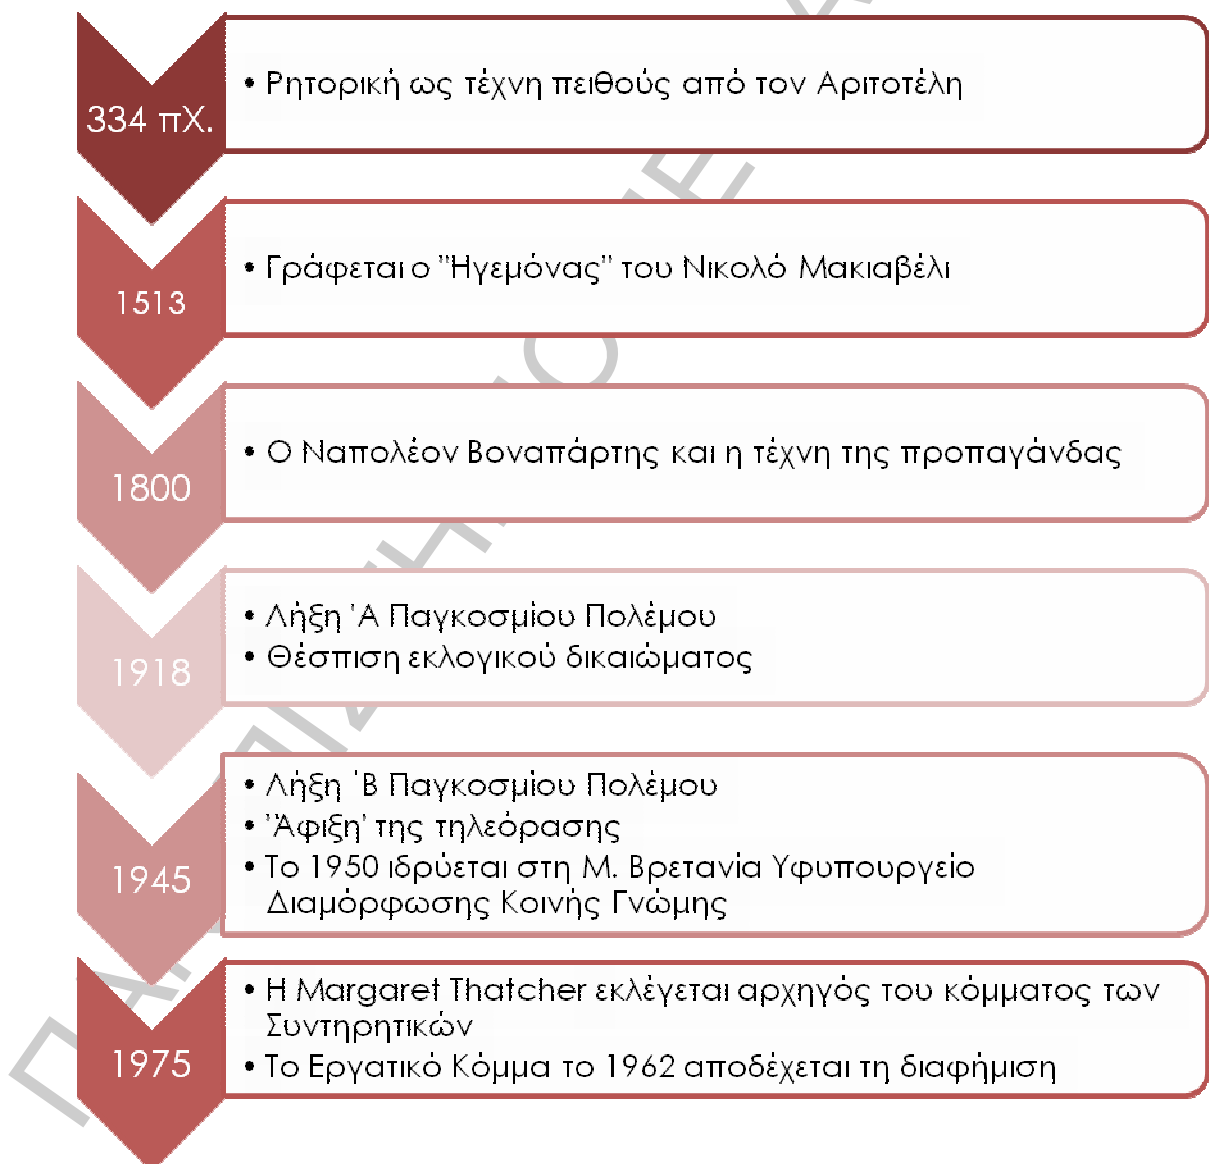 334 πΧ.
• Ρητορική ως τέχνη πειθούς από τον Αριτοτέλη
1513
• Γράφεται ο "Ηγεμόνας" του Νικολό Μακιαβέλι
1800
• Ο Ναπολέον Βοναπάρτης και η τέχνη της προπαγάνδας
1918
• Λήξη 'Α Παγκοσμίου Πολέμου
• Θέσπιση εκλογικού δικαιώματος
1945
• Λήξη 'Β Παγκοσμίου Πολέμου
• 'Άφιξη' της τηλεόρασης
• Το 1950 ιδρύεται στη Μ. Βρετανία Υφυπουργείο
Διαμόρφωσης Κοινής Γνώμης
1975
• Η Margaret Thatcher εκλέγεται αρχηγός του κόμματος των
Συντηρητικών
• Το Εργατικό Κόμμα το 1962 αποδέχεται τη διαφήμιση